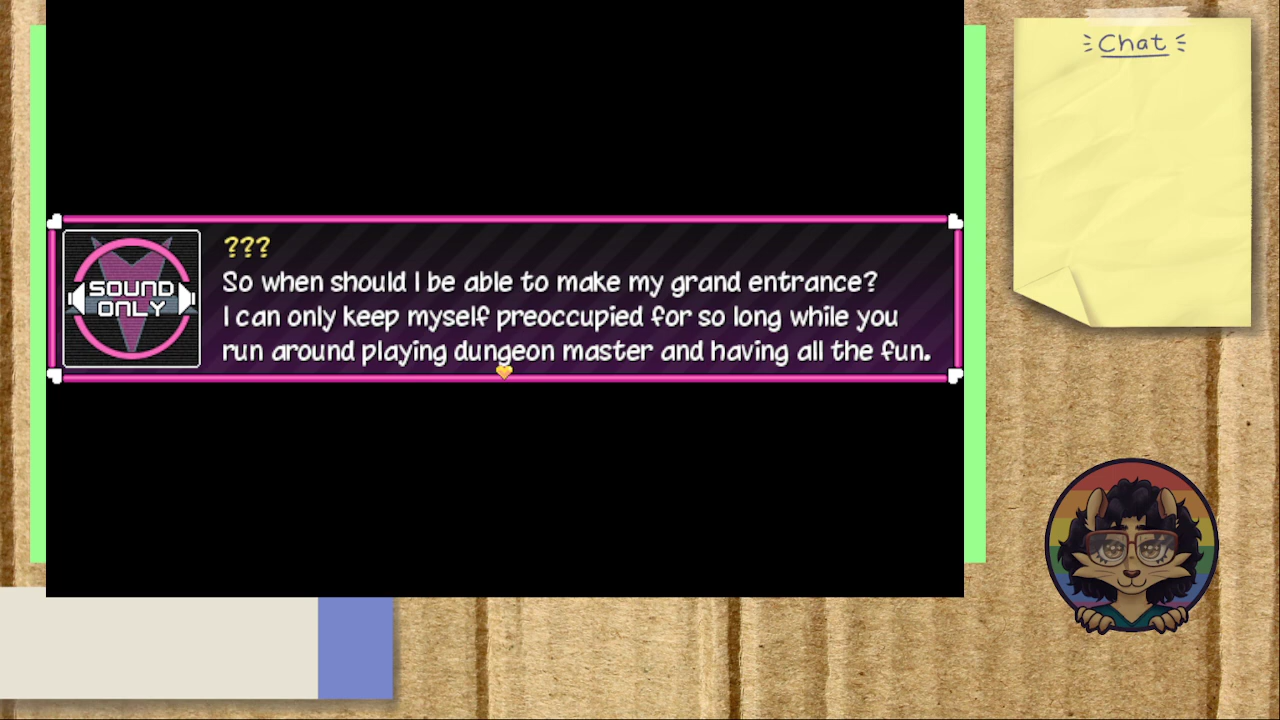 Chat
???
SOUND
ONLY
So when should I be able to make my grand entrance?
I can only keep myself preoccupied for so long while you
run around playing dungeon master and having all the fun.